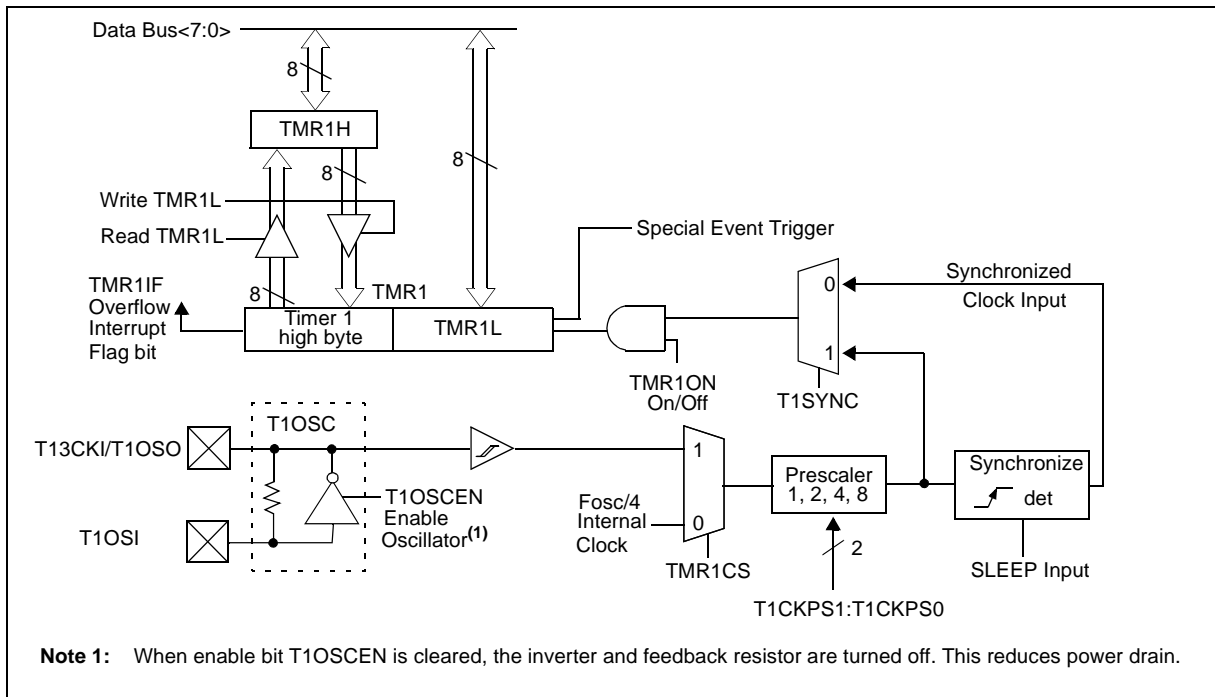 Data Bus<7:0>
8
TMR1H
8
8
Write TMR1L
Read TMR1L
Special Event Trigger
TMR1IF
Overflow
Interrupt
Flag bit
8
TMR1
Timer 1
high byte
TMR1L
0
Synchronized
Clock Input
1
TMR1ON
On/Off
T1SYNC
T1OSC
T13CKI/T1OSO
T1OSI
T1OSCEN
Enable
Oscillator(1)
1
Fosc/4
Internal
Clock
0
TMR1CS
Prescaler
1, 2, 4, 8
2
T1CKPS1:T1CKPS0
Synchronize
det
SLEEP Input
Note 1: When enable bit T1OSCEN is cleared, the inverter and feedback resistor are turned off. This reduces power drain.